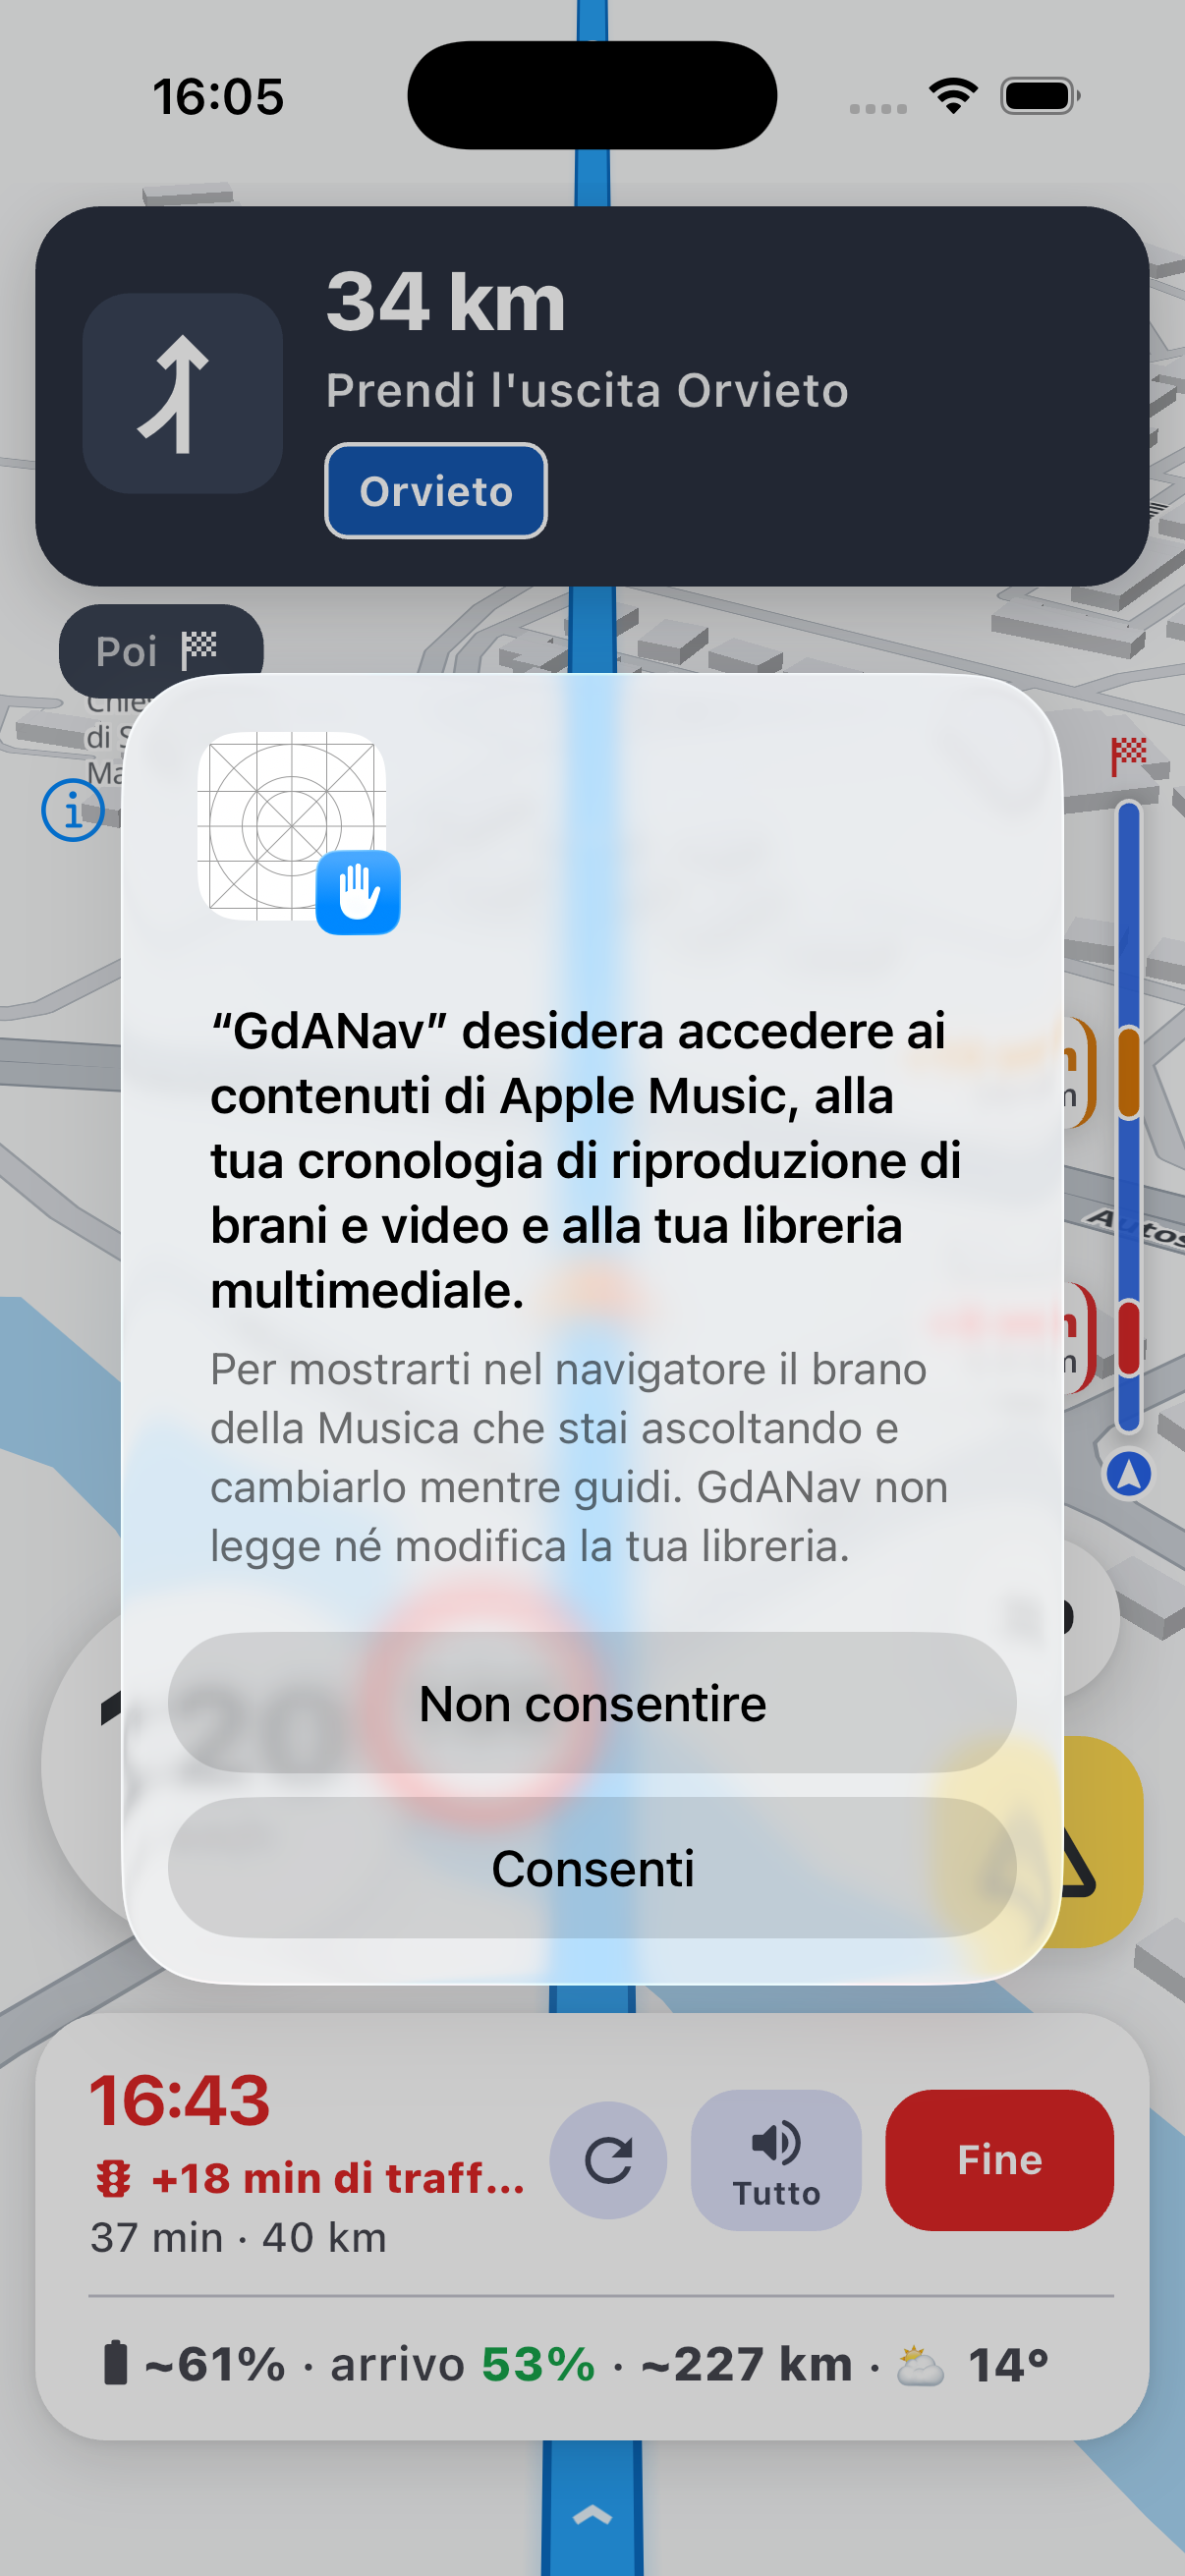 16:05
34 km
Prendi l'uscita Orvieto
Orvieto
Poi
di
“GdANav” desidera accedere ai
contenuti di Apple Music, alla
tua cronologia di riproduzione di
brani e video e alla tua libreria
multimediale.
Per mostrarti nel navigatore il brano
della Musica che stai ascoltando e
cambiarlo mentre guidi. GdANav non
legge né modifica la tua libreria.
Non consentire
Consenti
16:43
+18 min di traff...
37 min · 40 km
Tutto
Fine
~61% · arrivo 53% · ~227 km · 14°